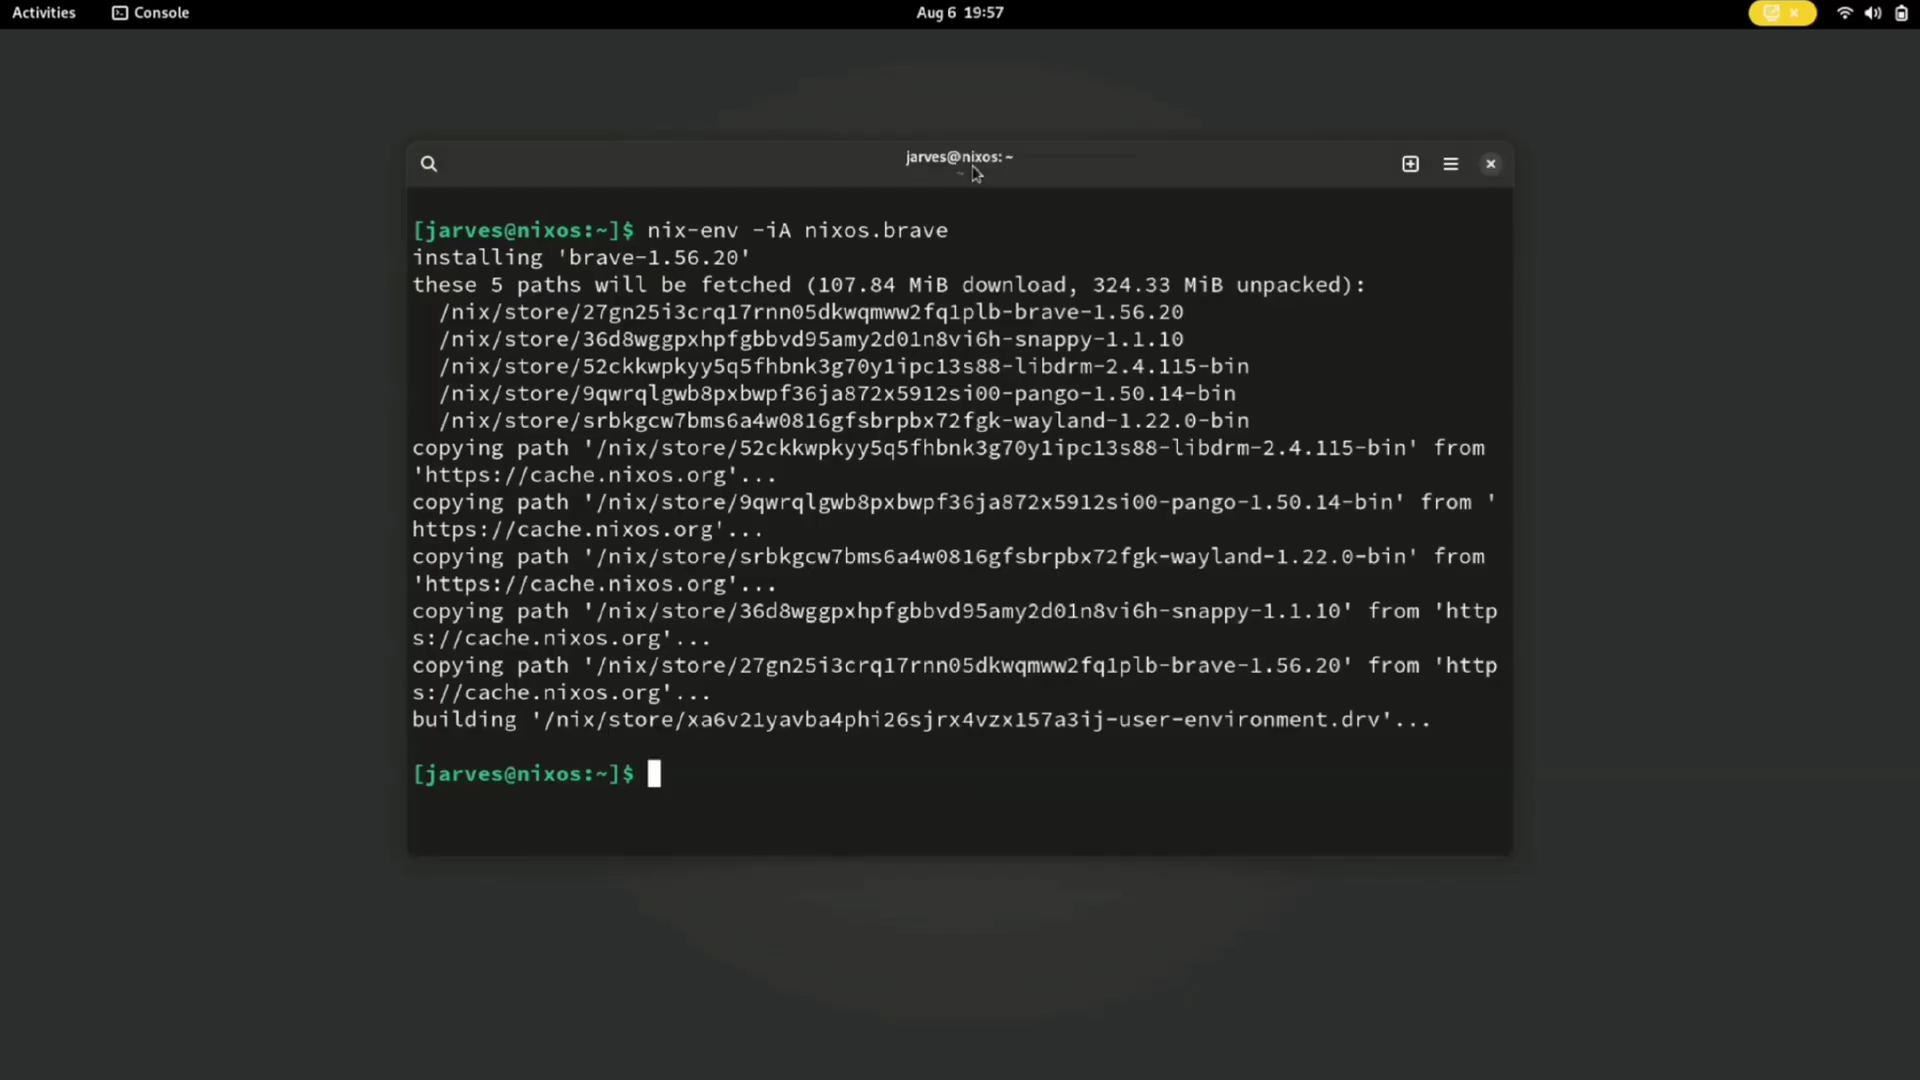 Activities Console Aug 6 19:57
jarves@nixos: ~
[jarves@nixos:~]$ nix-env -iA nixos.brave
installing 'brave-1.56.20'
these 5 paths will be fetched (107.84 MiB download, 324.33 MiB unpacked):
/nix/store/27gn25i3crq17rnn05dkwqmww2fq1plb-brave-1.56.20
/nix/store/36d8wggpxhpfgbbvd95amy2d01n8vi6h-snappy-1.1.10
/nix/store/52ckkwpkyy5q5fhbnk3g70y1ipc13s88-libdrm-2.4.115-bin
/nix/store/9qwrqlgwb8pxbwpf36ja872x5912si00-pango-1.50.14-bin
/nix/store/srbkgcw7bms6a4w0816gfsbrpbx72fgk-wayland-1.22.0-bin
copying path '/nix/store/52ckkwpkyy5q5fhbnk3g70y1ipc13s88-libdrm-2.4.115-bin' from
'https://cache.nixos.org'...
copying path '/nix/store/9qwrqlgwb8pxbwpf36ja872x5912si00-pango-1.50.14-bin' from '
https://cache.nixos.org'...
copying path '/nix/store/srbkgcw7bms6a4w0816gfsbrpbx72fgk-wayland-1.22.0-bin' from
'https://cache.nixos.org'...
copying path '/nix/store/36d8wggpxhpfgbbvd95amy2d01n8vi6h-snappy-1.1.10' from 'http
s://cache.nixos.org'...
copying path '/nix/store/27gn25i3crq17rnn05dkwqmww2fq1plb-brave-1.56.20' from 'http
s://cache.nixos.org'...
building '/nix/store/xa6v21yavba4phi26sjrx4vzx157a3ij-user-environment.drv'...
[jarves@nixos:~]$